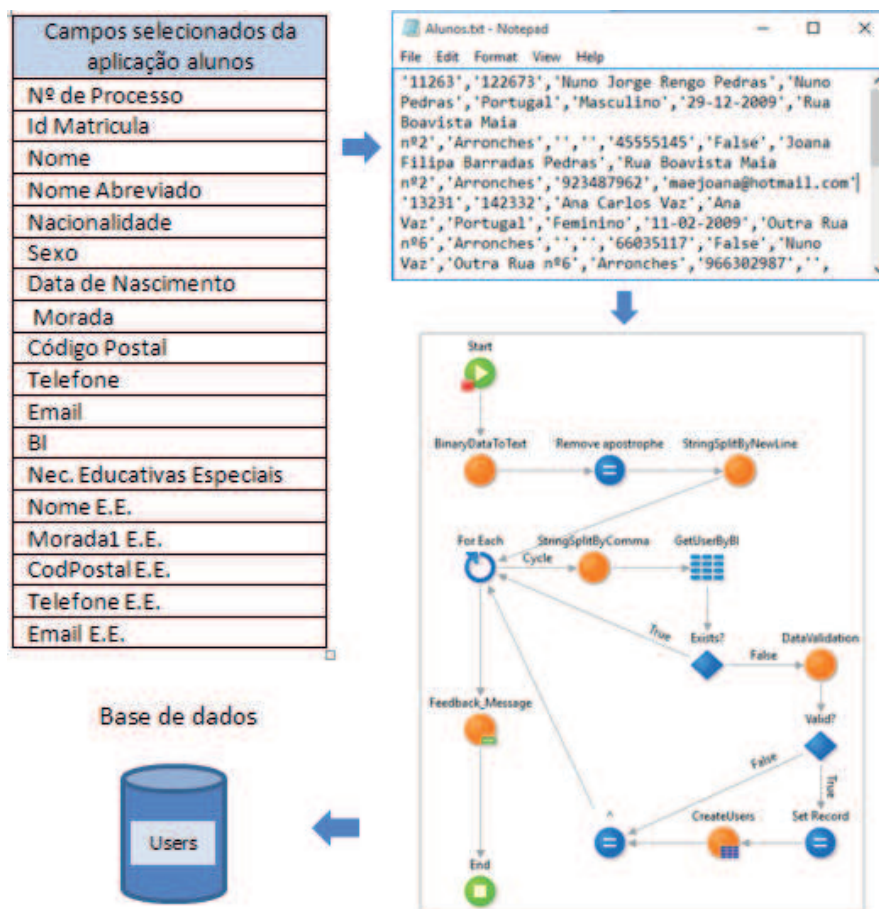 Campos selecionados da
aplicação alunos
Nº de Processo
Id Matricula
Nome
Nome Abreviado
Nacionalidade
Sexo
Data de Nascimento
Morada
Código Postal
Telefone
Email
BI
Nec. Educativas Especiais
Nome E.E.
Morada1 E.E.
CodPostal E.E.
Telefone E.E.
Email E.E.
Alunos.txt - Notepad
File Edit Format View Help
'11263','122673','Nuno Jorge Rengo Pedras','Nuno
Pedras','Portugal','Masculino','29-12-2009','Rua
Boavista Maia
nº2','Arronches','','','45555145','False','Joana
Filipa Barradas Pedras','Rua Boavista Maia
nº2','Arronches','923487962','maejoana@hotmail.com'
'13231','142332','Ana Carlos Vaz','Ana
Vaz','Portugal','Feminino','11-02-2009','Outra Rua
nº6','Arronches','','','66035117','False','Nuno
Vaz','Outra Rua nº6','Arronches','966302987','',
Start
BinaryDataToText
Remove apostrophe
StringSplitByNewLine
For Each
Cycle
StringSplitByComma
GetUserByBI
True
Exists?
False
DataValidation
Feedback_Message
Valid?
False
True
^
CreateUsers
Set Record
End
Base de dados
Users